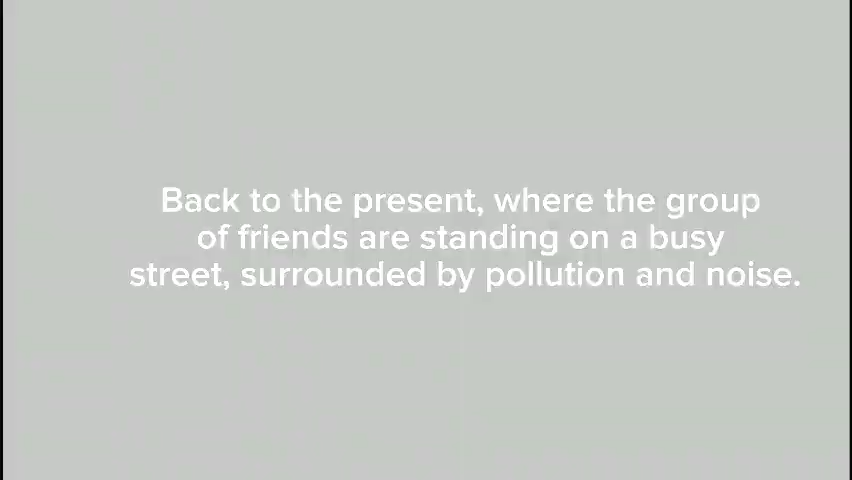 Back to the present, where the group
of friends are standing on a busy
street, surrounded by pollution and noise.